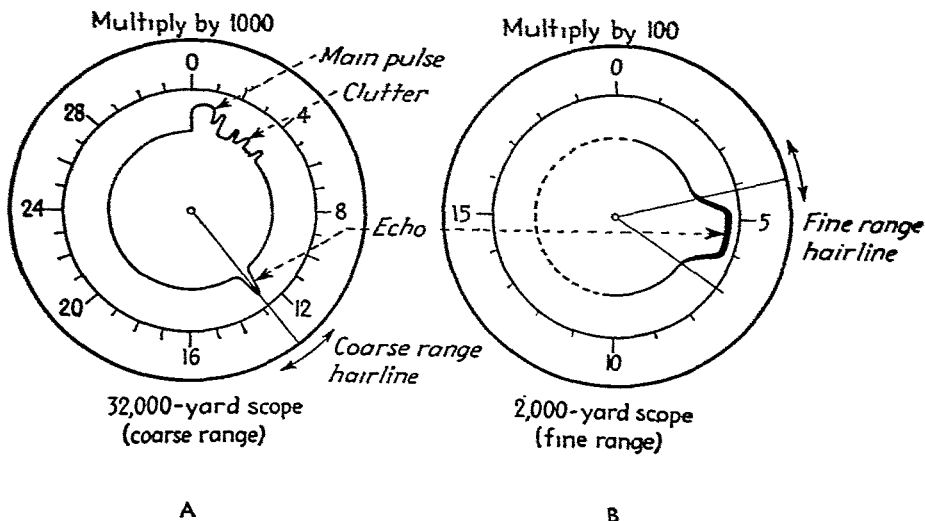 Multiply by 1000
0
Main pulse
Clutter
28
4
24
8
Echo
20
12
16
Coarse range
hairline
32,000-yard scope
(coarse range)
A
Multiply by 100
0
15
5
Fine range
hairline
10
2,000-yard scope
(fine range)
B